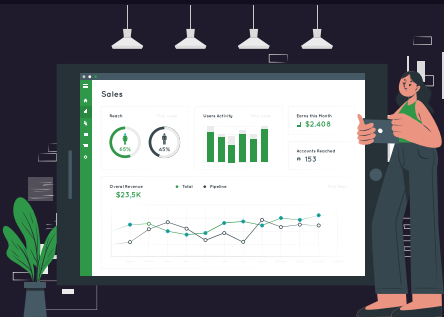 Sales
Reach
Users Activity
Earns this Month
$2,408
65%
45%
Accounts Reached
153
Overal Revenue
Total
Pipeline
$23,5K